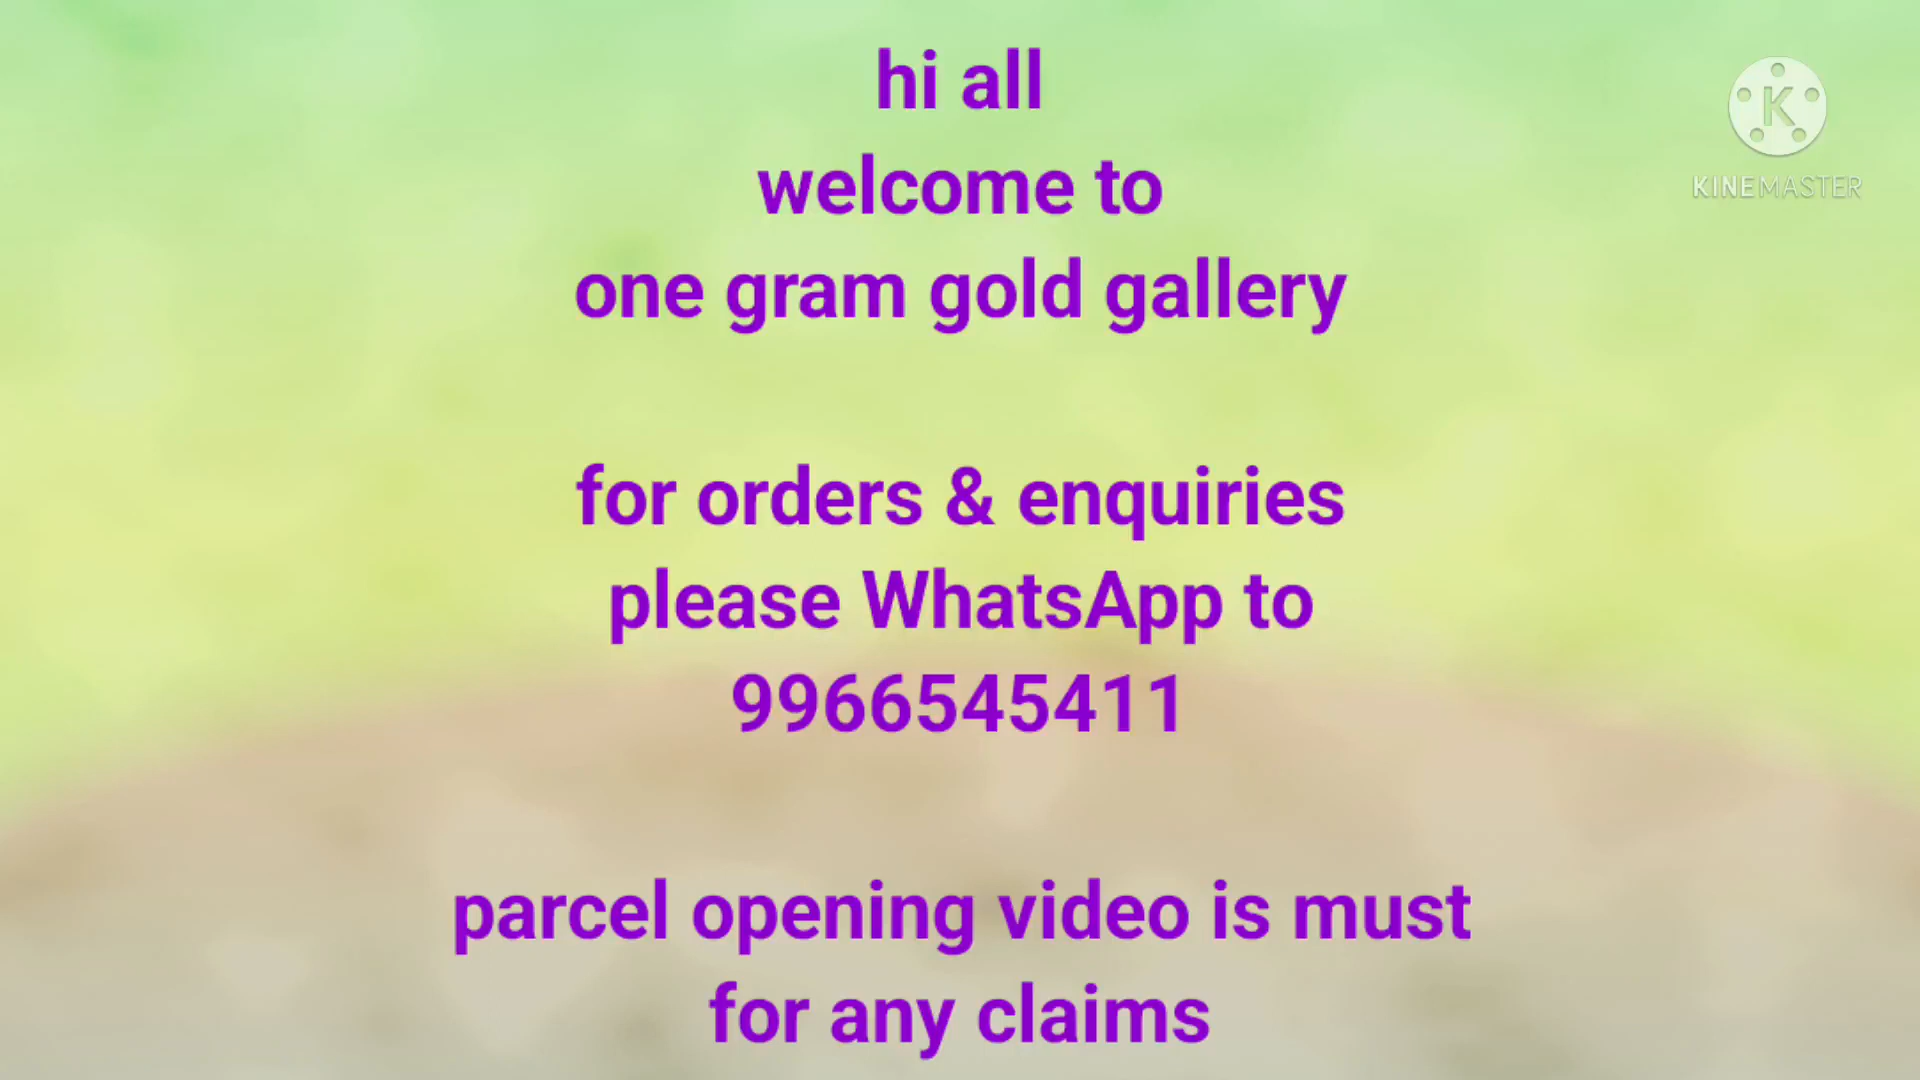 hi all
welcome to
one gram gold gallery
for orders & enquiries
please WhatsApp to
9966545411
parcel opening video is must
for any claims
K
KINEMASTER